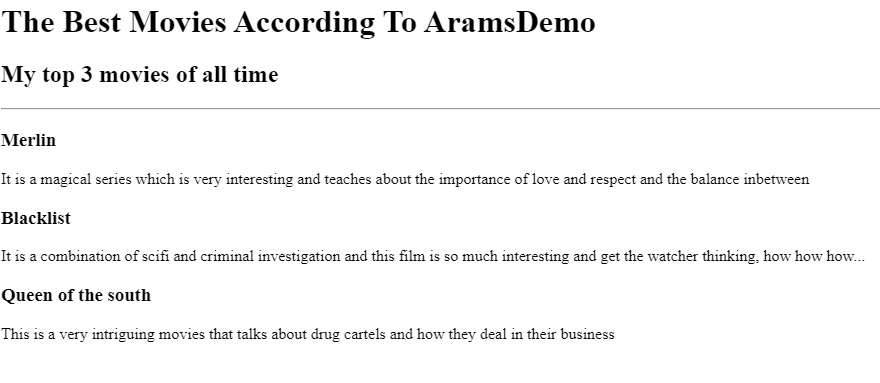 The Best Movies According To AramsDemo
My top 3 movies of all time
Merlin
It is a magical series which is very interesting and teaches about the importance of love and respect and the balance inbetween
Blacklist
It is a combination of scifi and criminal investigation and this film is so much interesting and get the watcher thinking, how how how...
Queen of the south
This is a very intriguing movies that talks about drug cartels and how they deal in their business